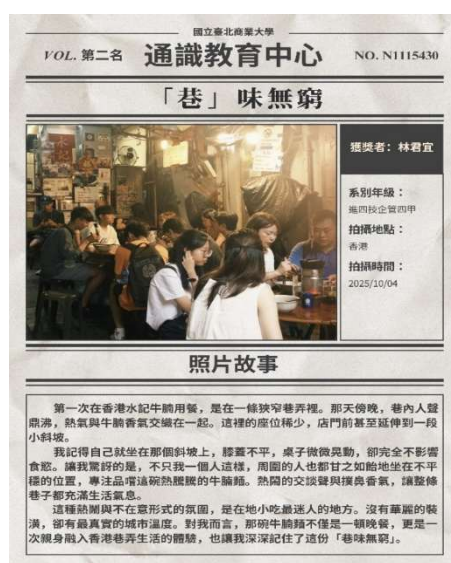 國立臺北商業大學
VOL. 第二名
通識教育中心
NO. N1115430
「巷」味無窮
獲獎者：林君宜
系別年級：
進四技企管四甲
拍攝地點：
香港
拍攝時間：
2025/10/04
照片故事
第一次在香港水記牛腩用餐，是在一條狹窄巷弄裡。那天傍晚，巷內人聲
鼎沸，熱氣與牛腩香氣交織在一起。這裡的座位稀少，店門前甚至延伸到一段
小斜坡。
我記得自己就坐在那個斜坡上，膝蓋不平，桌子微微晃動，卻完全不影響
食慾。讓我驚訝的是，不只我一個人這樣，周圍的人也都甘之如飴地坐在不平
穩的位置，專注品嚐這碗熱騰騰的牛腩麵。熱鬧的交談聲與撲鼻香氣，讓整條
巷子都充滿生活氣息。
這種熱鬧與不在意形式的氛圍，是在地小吃最迷人的地方。沒有華麗的裝
潢，卻有最真實的城市溫度。對我而言，那碗牛腩麵不僅是一頓晚餐，更是一
次親身融入香港巷弄生活的體驗，也讓我深深記住了這份「巷味無窮」。